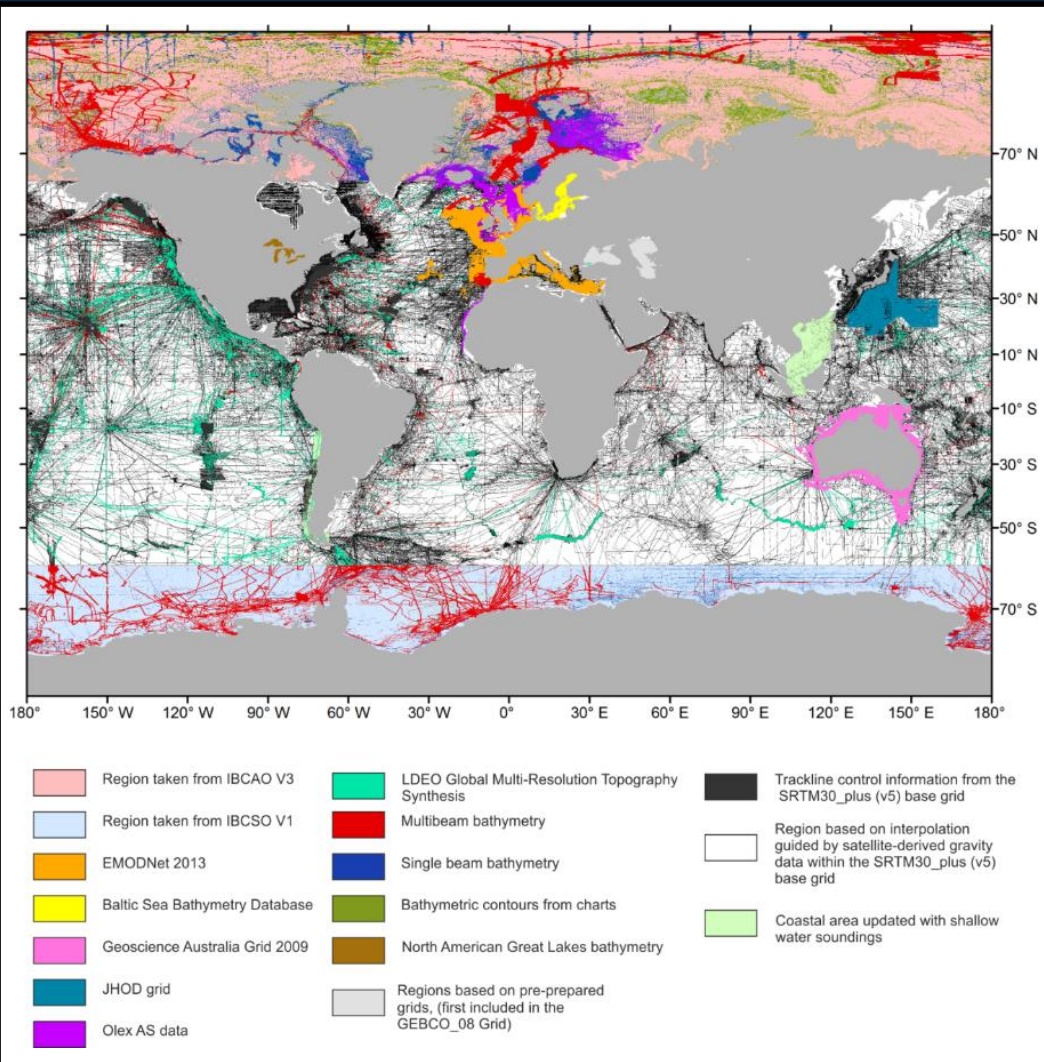 70° N
50° N
30° N
10° N
10° S
30° S
50° S
70° S
180°
150° W
120° W
90° W
60° W
30° W
0°
30° E
60° E
90° E
120° E
150° E
180°
Region taken from IBCAO V3
Region taken from IBCSO V1
EMODNet 2013
Baltic Sea Bathymetry Database
Geoscience Australia Grid 2009
JHOD grid
Olex AS data
LDEO Global Multi-Resolution Topography
Synthesis
Multibeam bathymetry
Single beam bathymetry
Bathymetric contours from charts
North American Great Lakes bathymetry
Regions based on pre-prepared
grids, (first included in the
GEBCO_08 Grid)
Trackline control information from the
SRTM30_plus (v5) base grid
Region based on interpolation
guided by satellite-derived gravity
data within the SRTM30_plus (v5)
base grid
Coastal area updated with shallow
water soundings